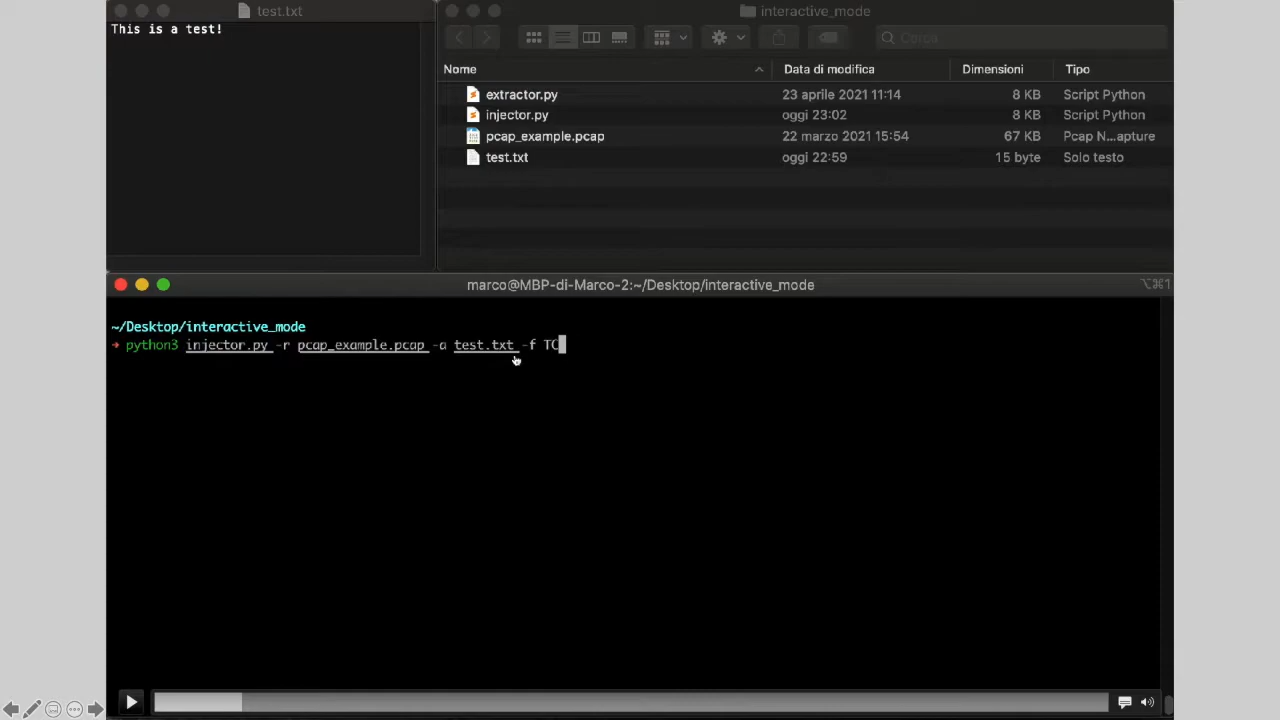 test.txt
This is a test!
interactive_mode
Cerca
Nome Data di modifica Dimensioni Tipo
extractor.py 23 aprile 2021 11:14 8 KB Script Python
injector.py oggi 23:02 8 KB Script Python
pcap_example.pcap 22 marzo 2021 15:54 67 KB Pcap N...apture
test.txt oggi 22:59 15 byte Solo testo
marco@MBP-di-Marco-2:~/Desktop/interactive_mode ⌥⌘1
~/Desktop/interactive_mode
➜ python3 injector.py -r pcap_example.pcap -a test.txt -f TC